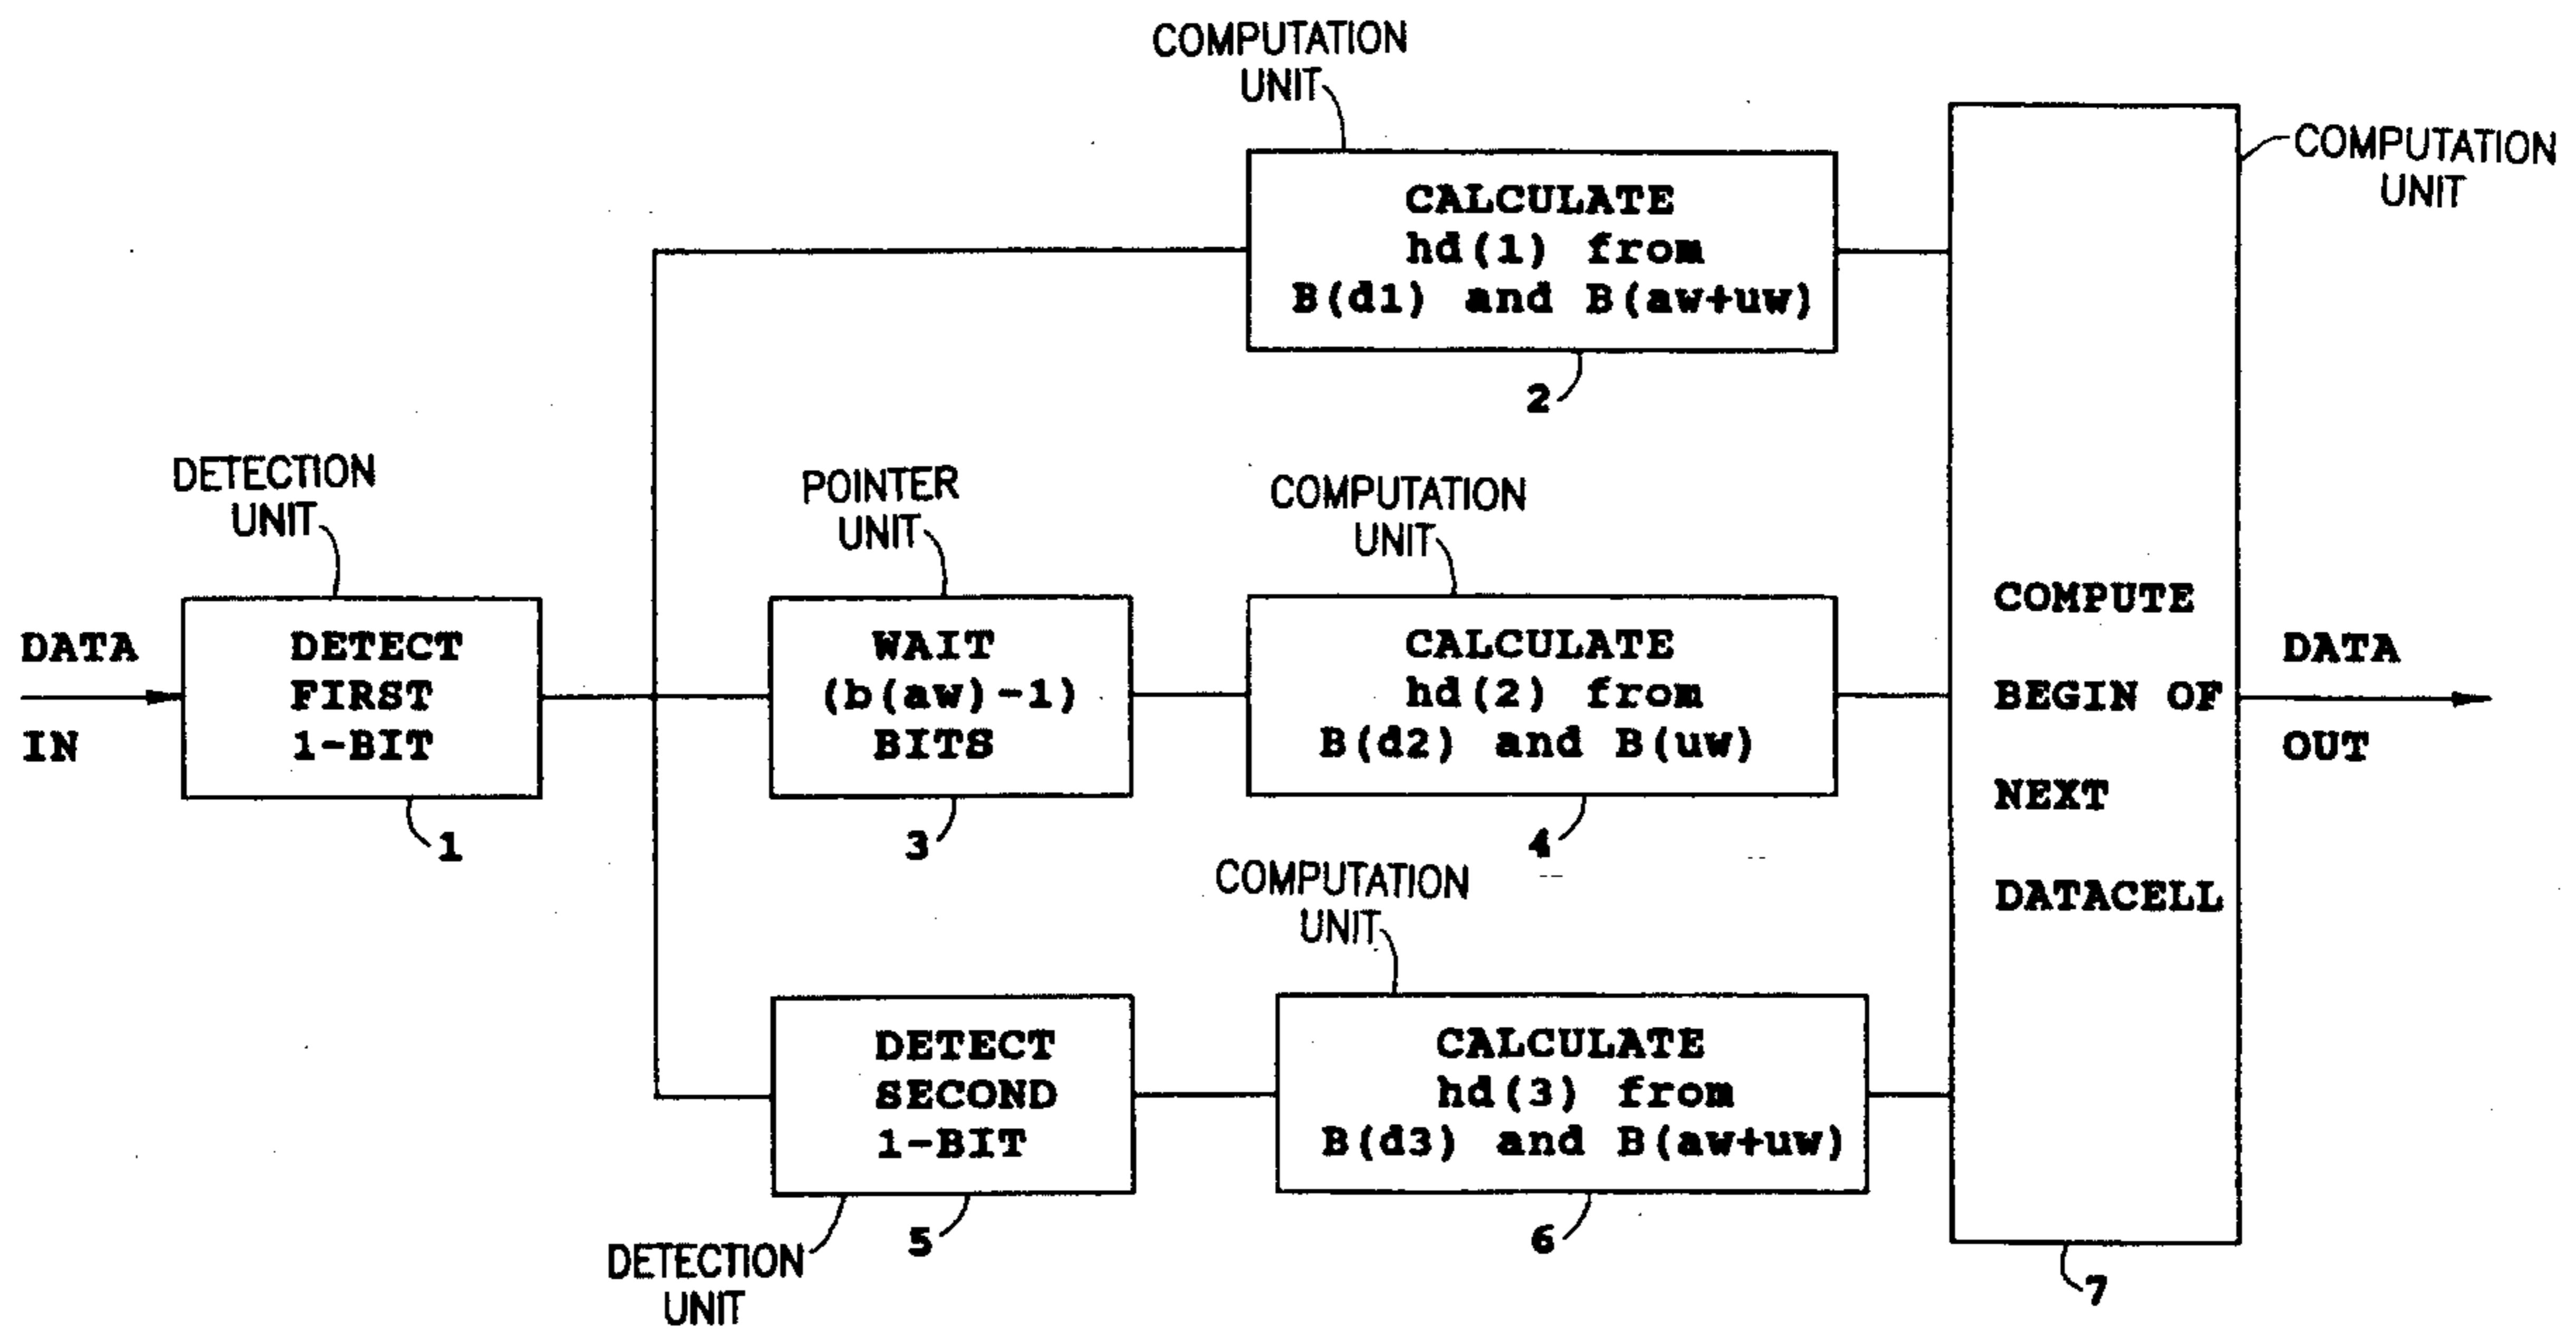 COMPUTATION
UNIT
CALCULATE
hd(1) from
B(d1) and B(aw+uw)
2
COMPUTATION
UNIT
DETECTION
UNIT
DATA
IN
DETECT
FIRST
1-BIT
1
POINTER
UNIT
WAIT
(b(aw)-1)
BITS
3
COMPUTATION
UNIT
CALCULATE
hd(2) from
B(d2) and B(uw)
4
COMPUTE
BEGIN OF
NEXT
DATACELL
7
DATA
OUT
DETECT
SECOND
1-BIT
5
DETECTION
UNIT
COMPUTATION
UNIT
CALCULATE
hd(3) from
B(d3) and B(aw+uw)
6